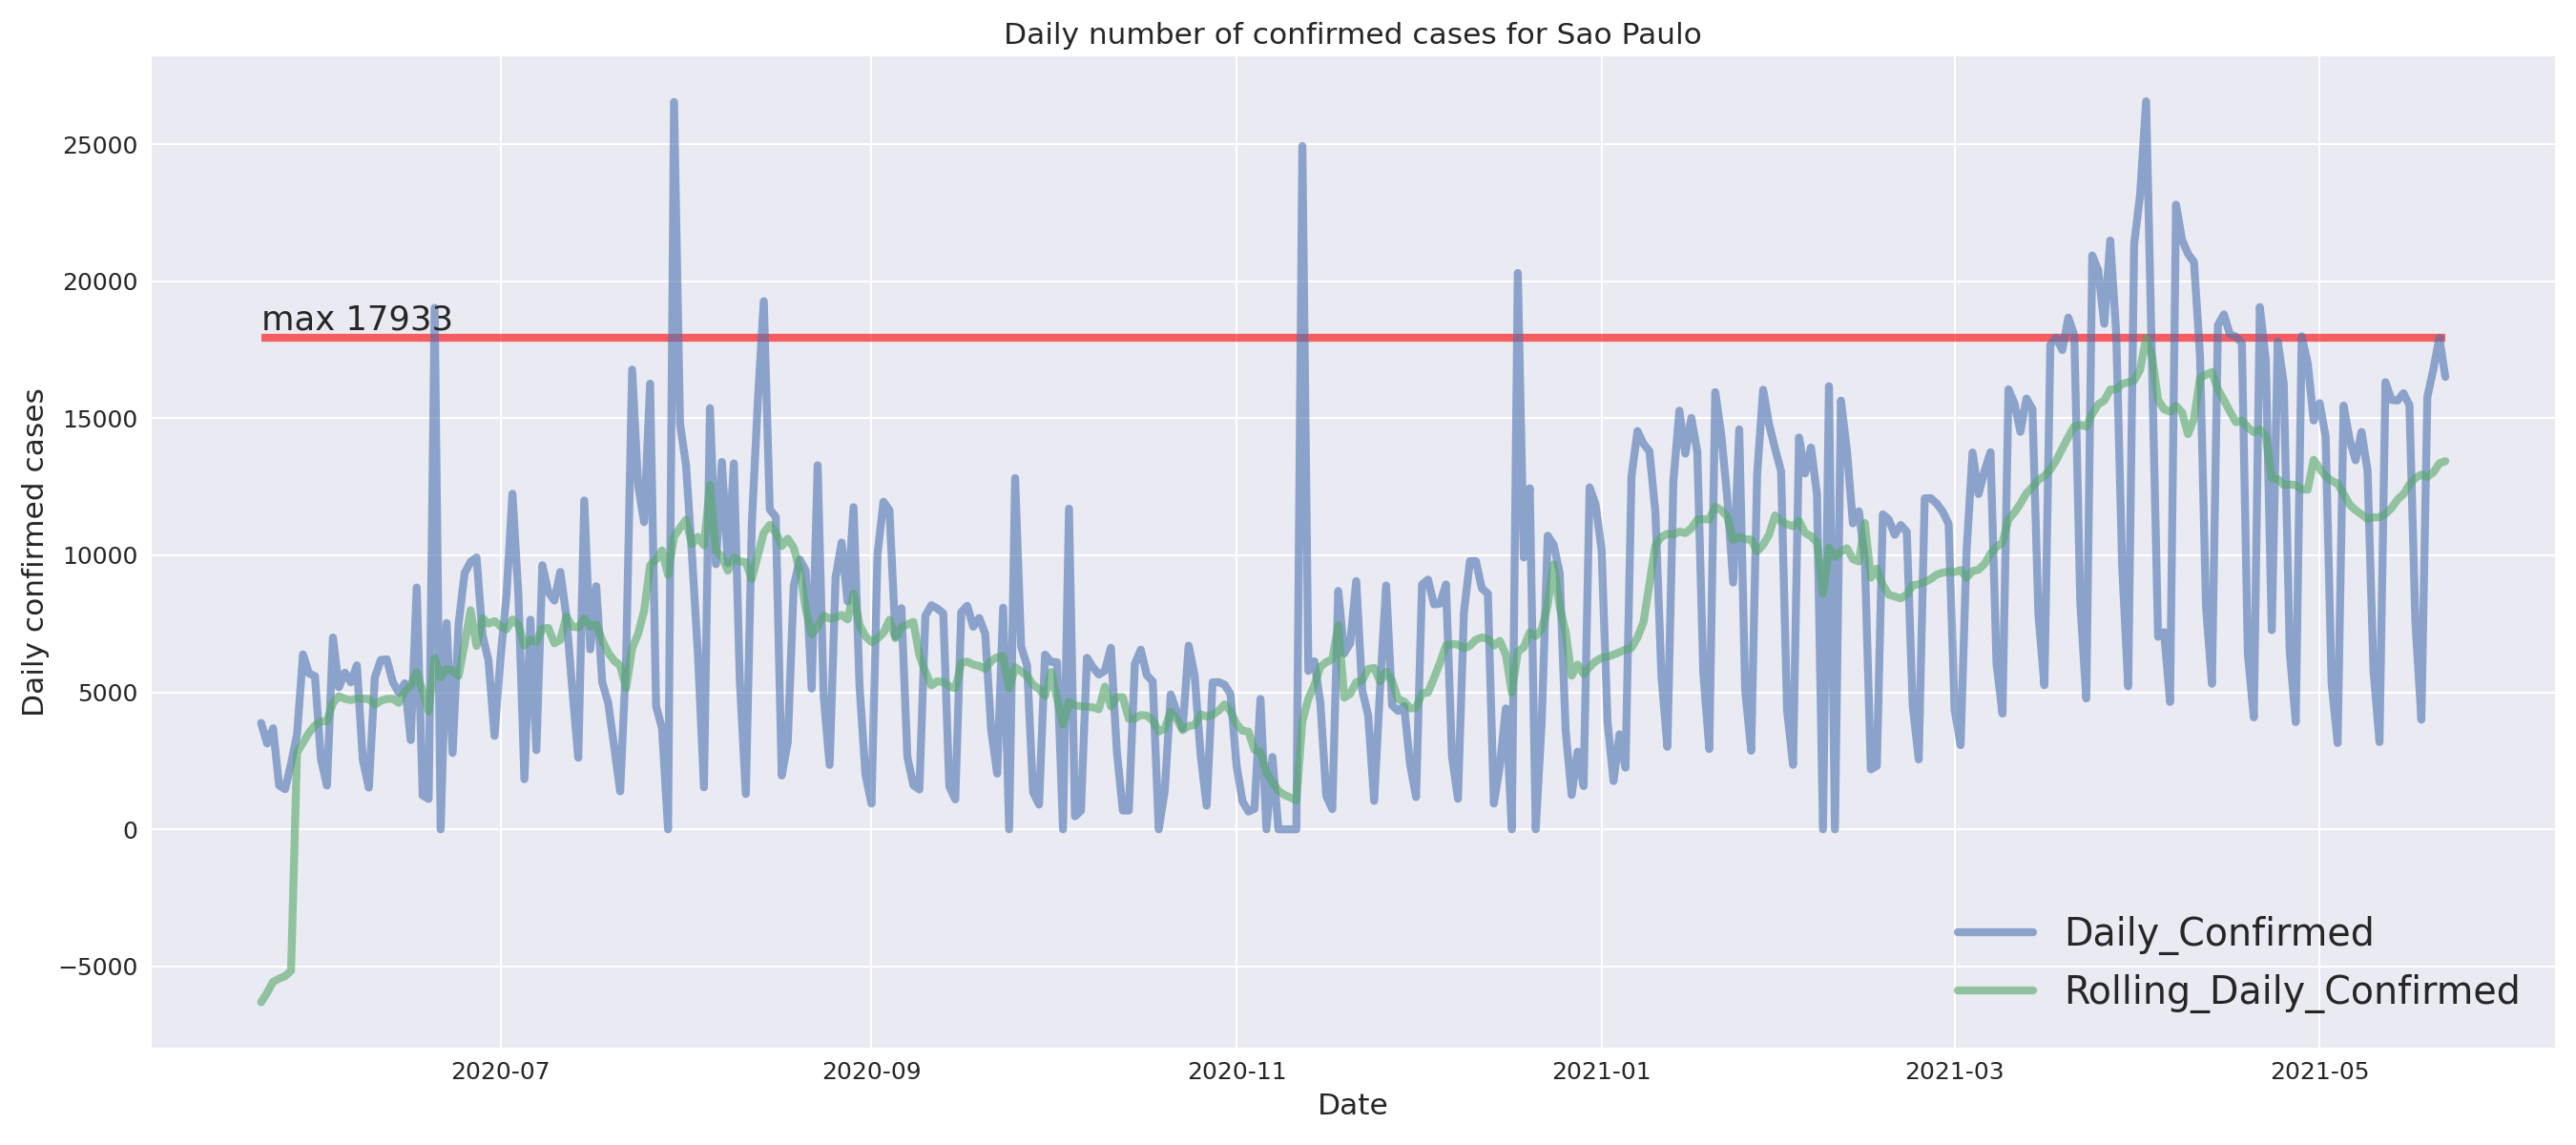 Daily number of confirmed cases for Sao Paulo
Daily confirmed cases
25000
20000
15000
10000
5000
0
−5000
max 17933
Daily_Confirmed
Rolling_Daily_Confirmed
2020-07
2020-09
2020-11
2021-01
2021-03
2021-05
Date